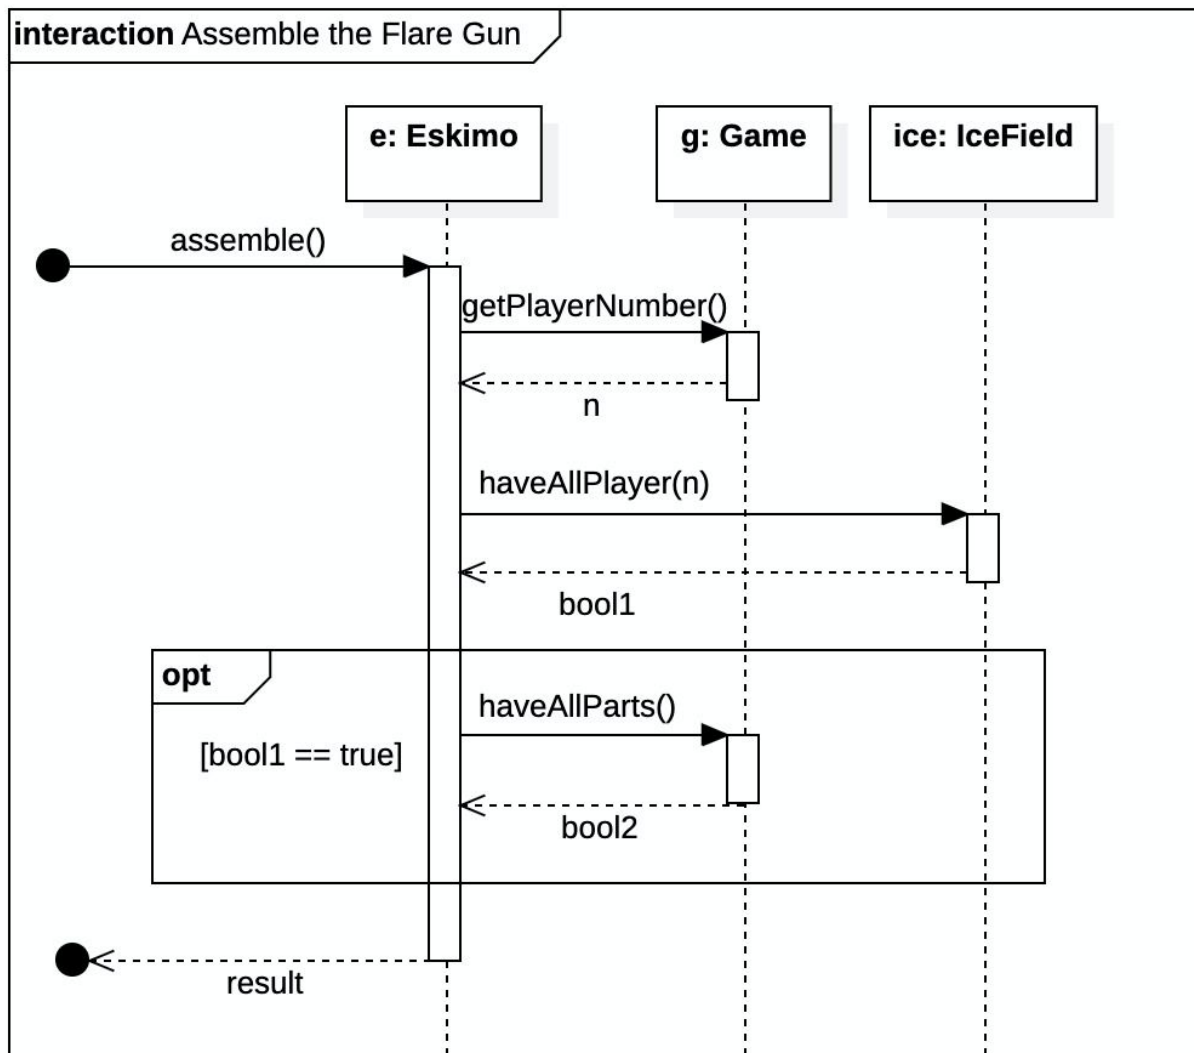 interaction Assemble the Flare Gun
e: Eskimo
g: Game
ice: IceField
assemble()
getPlayerNumber()
n
haveAllPlayer(n)
bool1
opt
haveAllParts()
[bool1 == true]
bool2
result